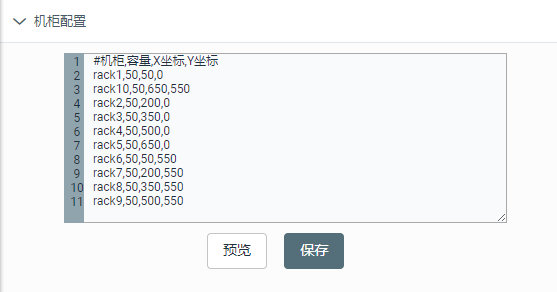 机柜配置
1 #机柜,容量,X坐标,Y坐标
2 rack1,50,50,0
3 rack10,50,650,550
4 rack2,50,200,0
5 rack3,50,350,0
6 rack4,50,500,0
7 rack5,50,650,0
8 rack6,50,50,550
9 rack7,50,200,550
10 rack8,50,350,550
11 rack9,50,500,550
预览 保存